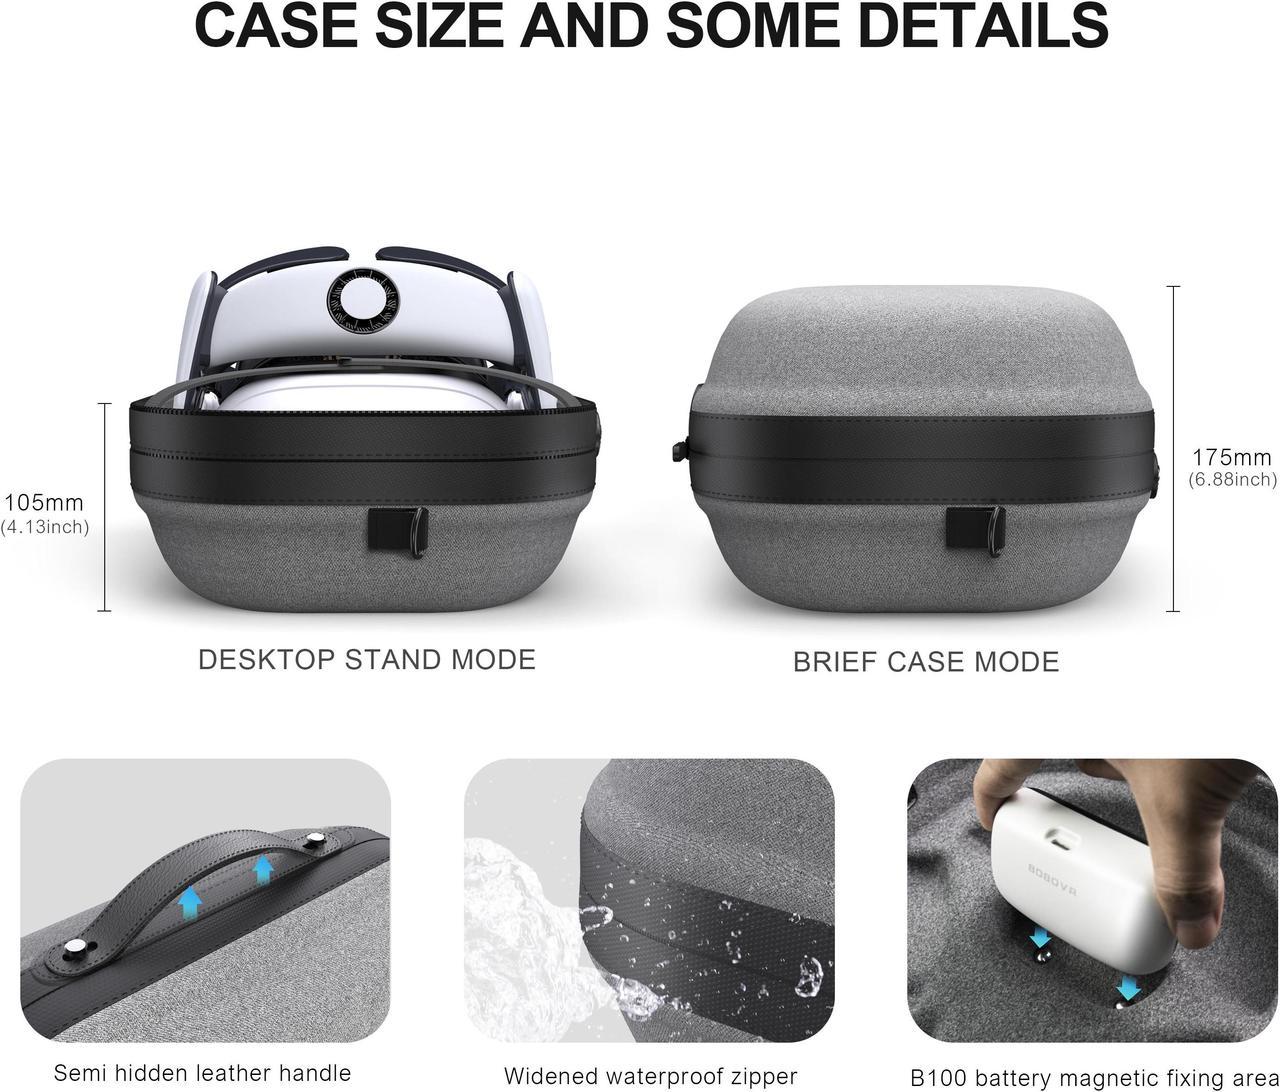 CASE SIZE AND SOME DETAILS
105mm
(4.13inch)
175mm
(6.88inch)
DESKTOP STAND MODE
BRIEF CASE MODE
BOBOVR
Semi hidden leather handle
Widened waterproof zipper
B100 battery magnetic fixing area